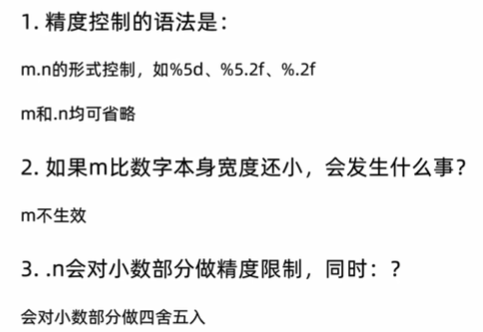 1. 精度控制的语法是：
m.n的形式控制，如%5d、%5.2f、%.2f
m和.n均可省略
2. 如果m比数字本身宽度还小，会发生什么事？
m不生效
3. .n会对小数部分做精度限制，同时：？
会对小数部分做四舍五入